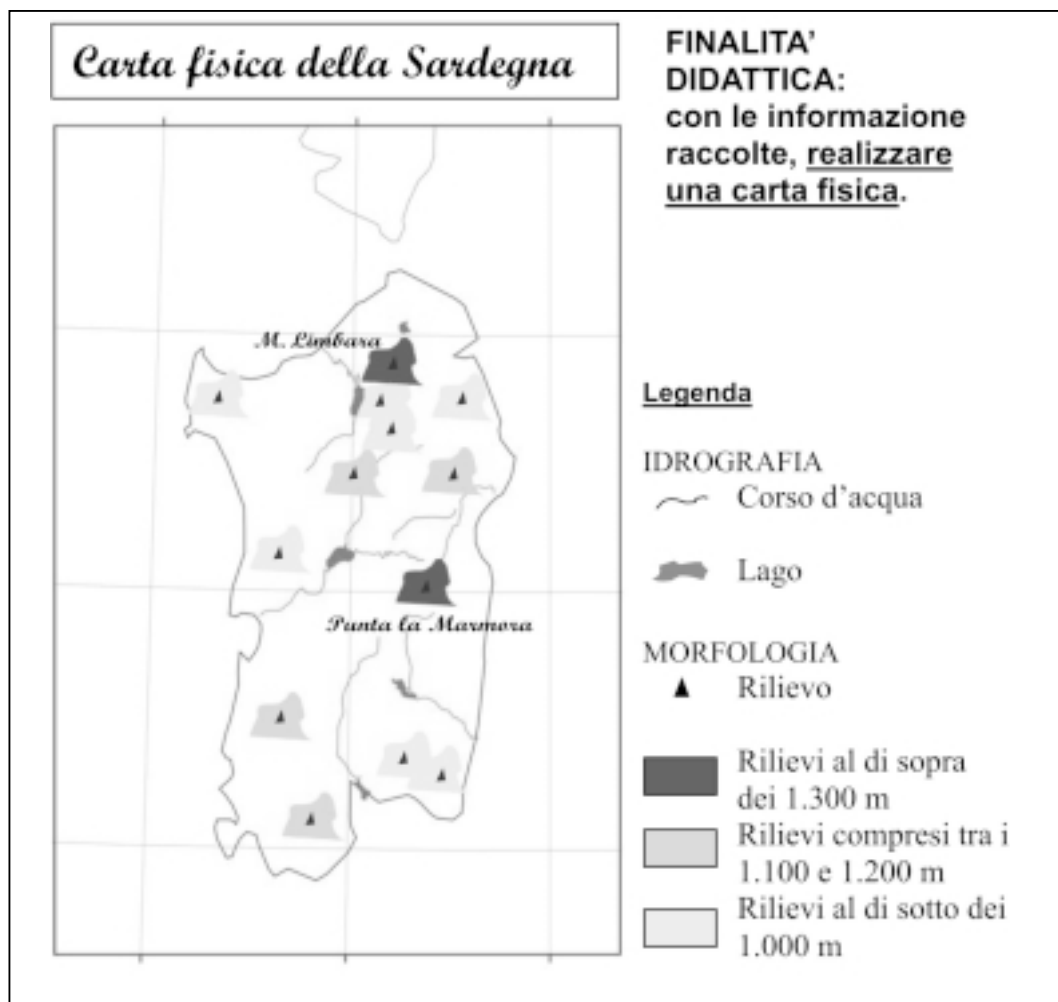 Carta fisica della Sardegna
FINALITA'
DIDATTICA:
con le informazione
raccolte, realizzare
una carta fisica.
M. Limbara
Punta la Marmora
Legenda
IDROGRAFIA
Corso d'acqua
Lago
MORFOLOGIA
Rilievo
Rilievi al di sopra
dei 1.300 m
Rilievi compresi tra i
1.100 e 1.200 m
Rilievi al di sotto dei
1.000 m